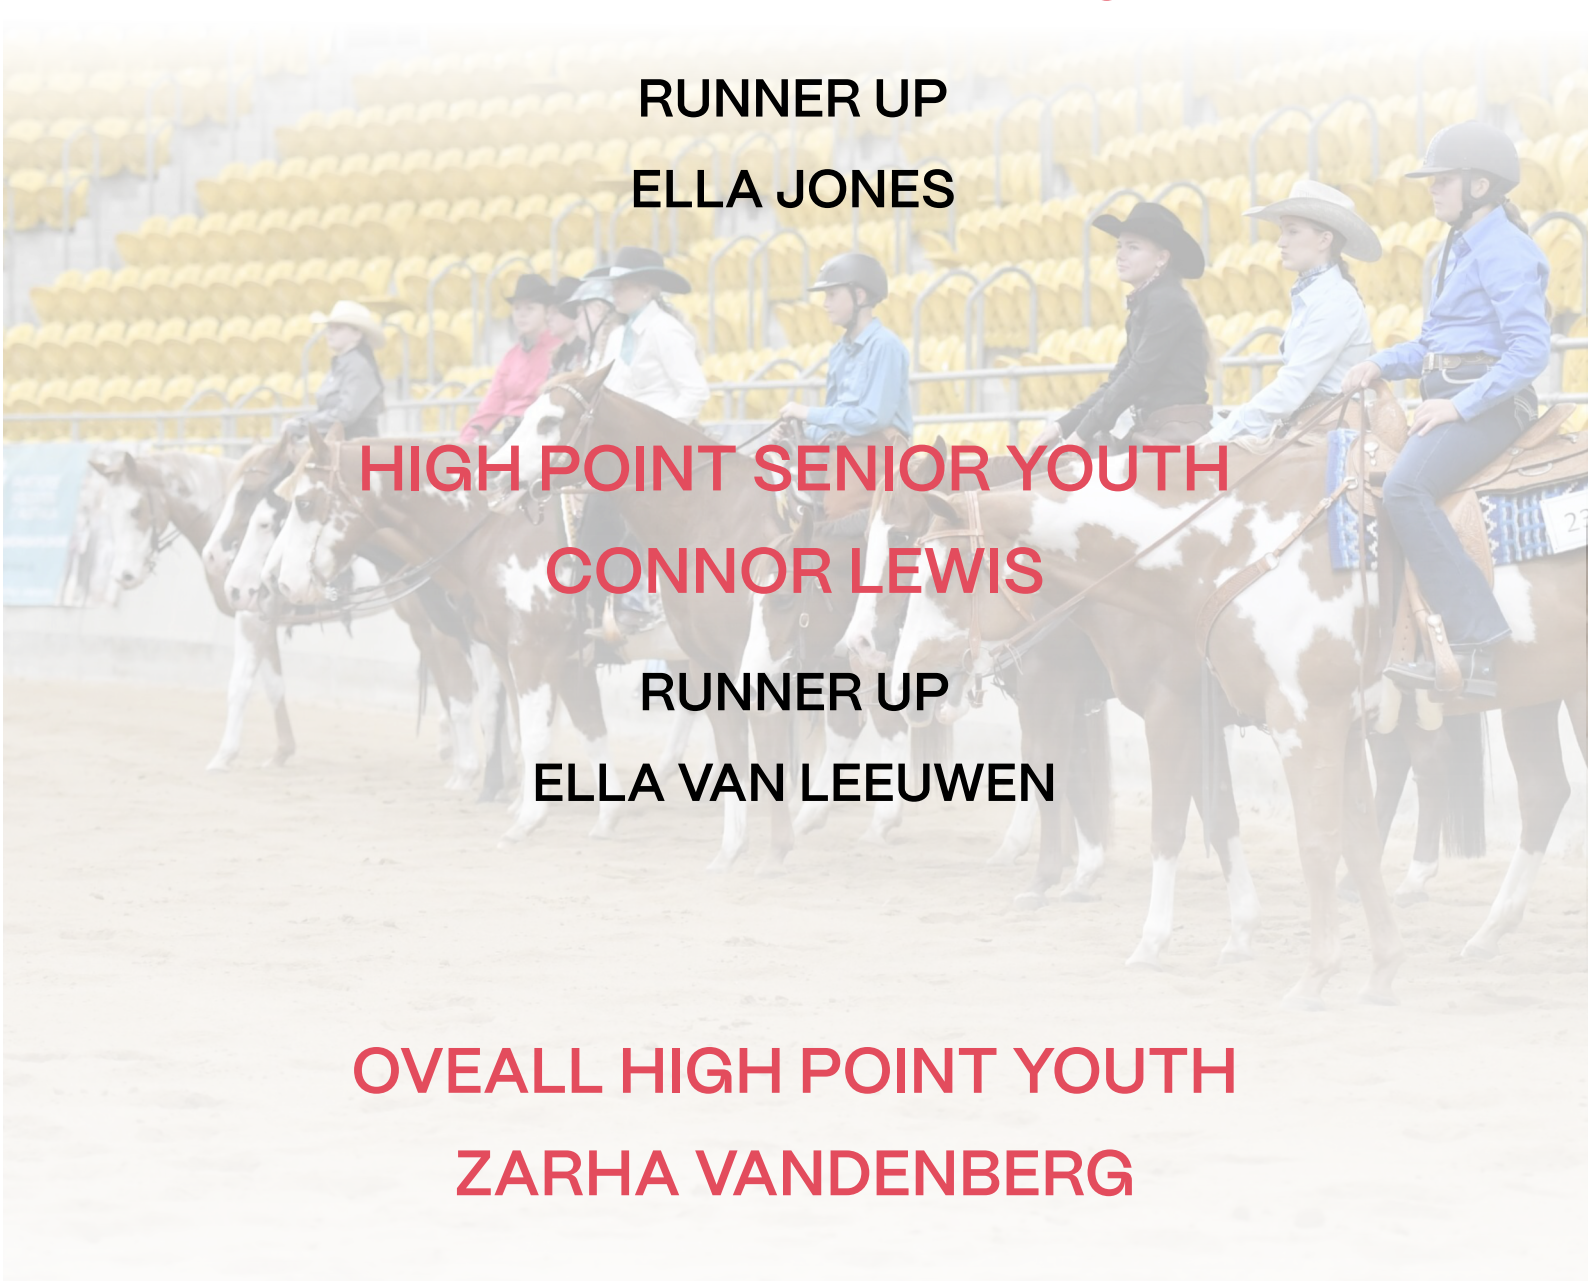 RUNNER UP
ELLA JONES
HIGH POINT SENIOR YOUTH
CONNOR LEWIS
RUNNER UP
ELLA VAN LEEUWEN
OVEALL HIGH POINT YOUTH
ZARHA VANDENBERG